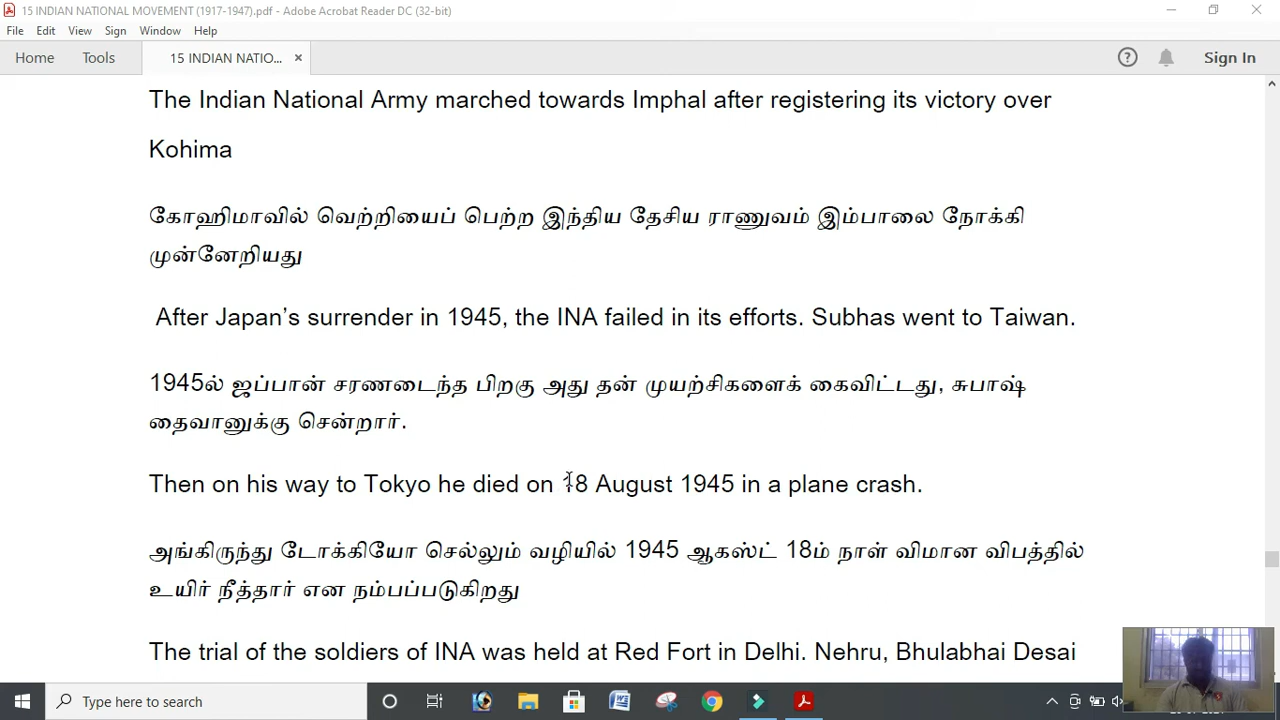 15 INDIAN NATIONAL MOVEMENT (1917-1947).pdf - Adobe Acrobat Reader DC (32-bit)
File Edit View Sign Window Help
Home Tools 15 INDIAN NATIO... Sign In
The Indian National Army marched towards Imphal after registering its victory over
Kohima
கோஹிமாவில் வெற்றியைப் பெற்ற இந்திய தேசிய ராணுவம் இம்பாலை நோக்கி
முன்னேறியது
After Japan’s surrender in 1945, the INA failed in its efforts. Subhas went to Taiwan.
1945ல் ஜப்பான் சரணடைந்த பிறகு அது தன் முயற்சிகளைக் கைவிட்டது, சுபாஷ்
தைவானுக்கு சென்றார்.
Then on his way to Tokyo he died on 18 August 1945 in a plane crash.
அங்கிருந்து டோக்கியோ செல்லும் வழியில் 1945 ஆகஸ்ட் 18ம் நாள் விமான விபத்தில்
உயிர் நீத்தார் என நம்பப்படுகிறது
The trial of the soldiers of INA was held at Red Fort in Delhi. Nehru, Bhulabhai Desai
Type here to search